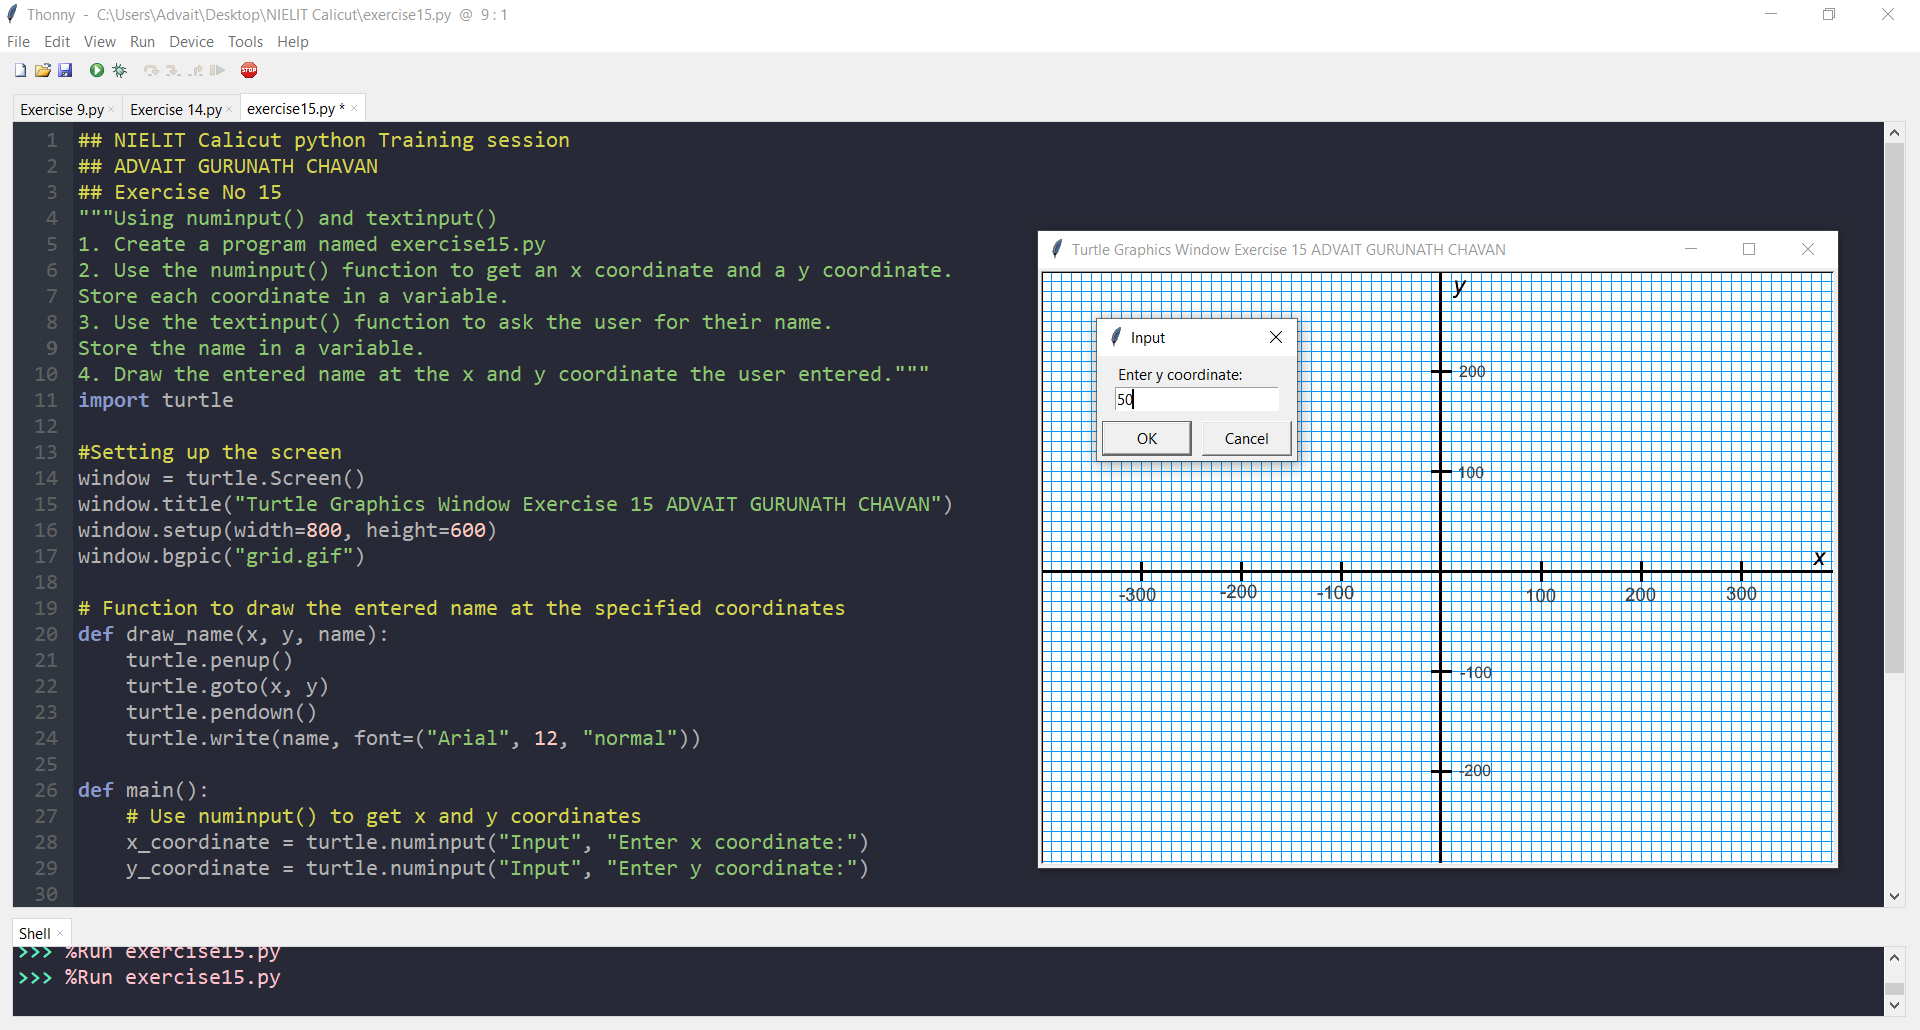 Thonny - C:\Users\Advait\Desktop\NIELIT Calicut\exercise15.py @ 9 : 1
File Edit View Run Device Tools Help
STOP
Exercise 9.py × Exercise 14.py × exercise15.py * ×
1 ## NIELIT Calicut python Training session
2 ## ADVAIT GURUNATH CHAVAN
3 ## Exercise No 15
4 """Using numinput() and textinput()
5 1. Create a program named exercise15.py
6 2. Use the numinput() function to get an x coordinate and a y coordinate.
7 Store each coordinate in a variable.
8 3. Use the textinput() function to ask the user for their name.
9 Store the name in a variable.
10 4. Draw the entered name at the x and y coordinate the user entered."""
11 import turtle
12
13 #Setting up the screen
14 window = turtle.Screen()
15 window.title("Turtle Graphics Window Exercise 15 ADVAIT GURUNATH CHAVAN")
16 window.setup(width=800, height=600)
17 window.bgpic("grid.gif")
18
19 # Function to draw the entered name at the specified coordinates
20 def draw_name(x, y, name):
21     turtle.penup()
22     turtle.goto(x, y)
23     turtle.pendown()
24     turtle.write(name, font=("Arial", 12, "normal"))
25
26 def main():
27     # Use numinput() to get x and y coordinates
28     x_coordinate = turtle.numinput("Input", "Enter x coordinate:")
29     y_coordinate = turtle.numinput("Input", "Enter y coordinate:")
30
Turtle Graphics Window Exercise 15 ADVAIT GURUNATH CHAVAN
y
Input
Enter y coordinate:
50
OK Cancel
200
100
x
-300 -200 -100 100 200 300
-100
-200
Shell ×
>>> %Run exercise15.py
>>> %Run exercise15.py